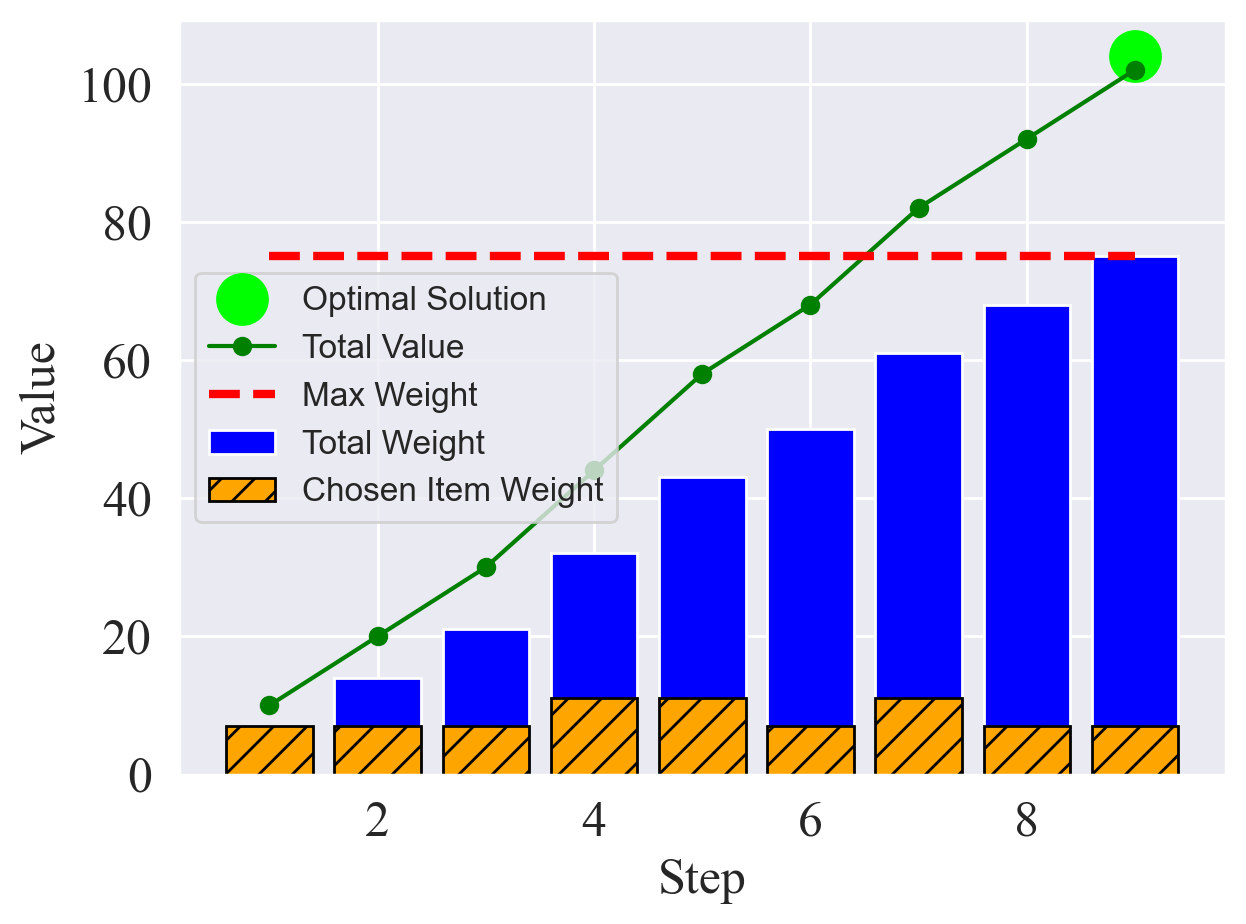 100
80
60
40
20
0
Value
Optimal Solution
Total Value
Max Weight
Total Weight
Chosen Item Weight
2 4 6 8
Step